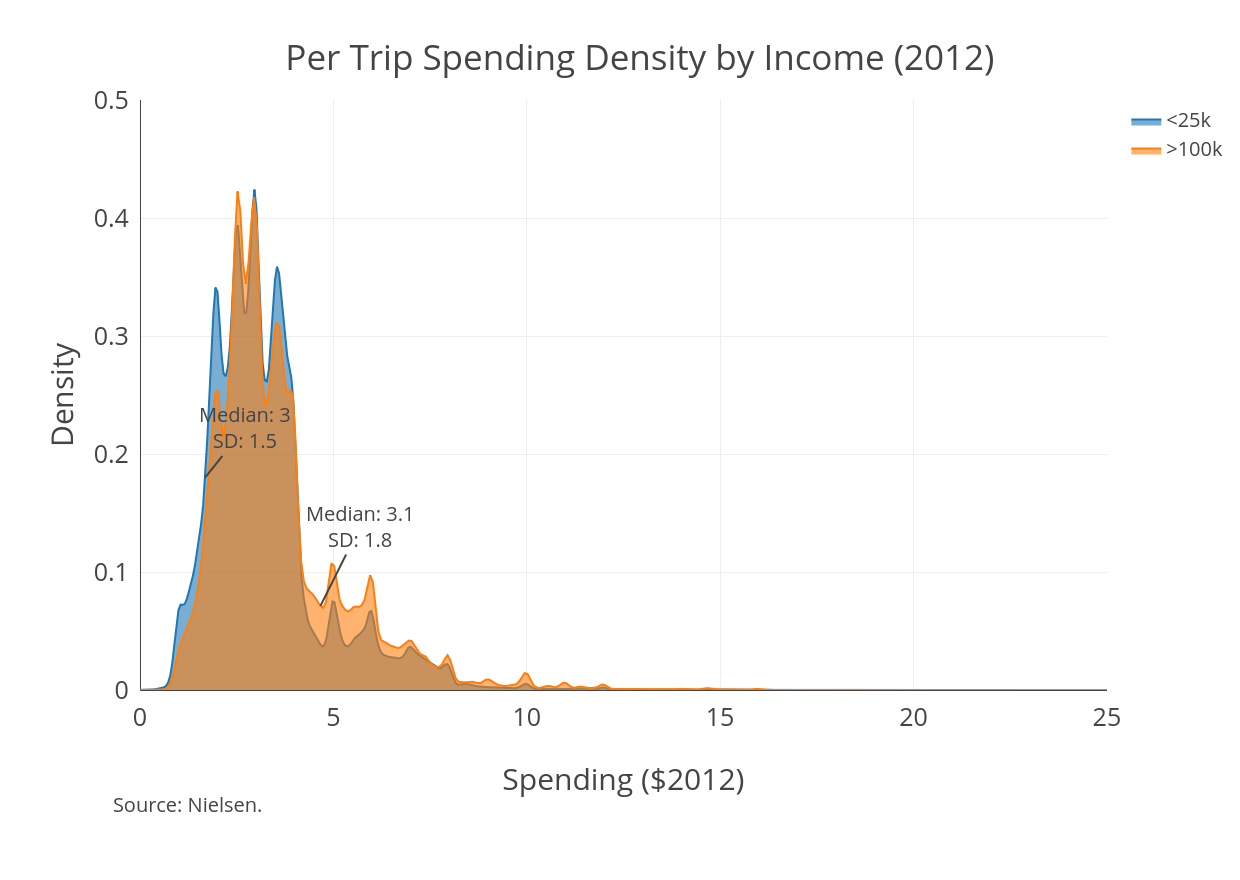 Per Trip Spending Density by Income (2012)
<25k
>100k
0.5
0.4
0.3
0.2
0.1
0
Density
Median: 3
SD: 1.5
Median: 3.1
SD: 1.8
0 5 10 15 20 25
Spending ($2012)
Source: Nielsen.